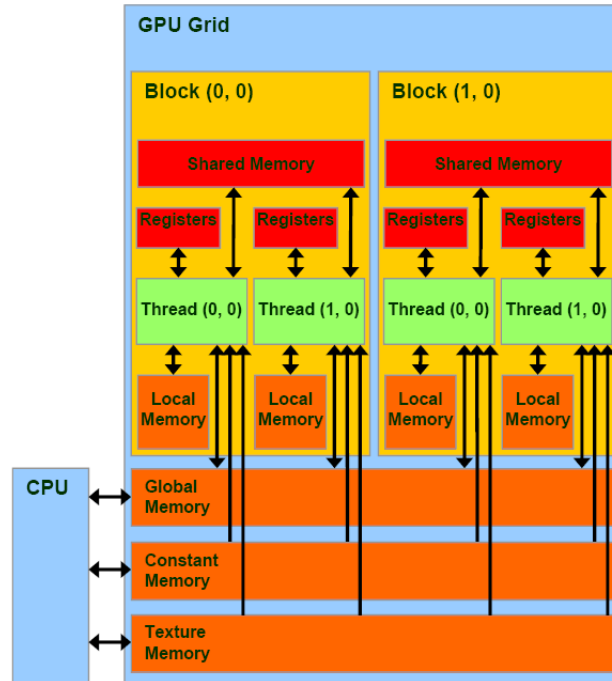 GPU Grid
Block (0, 0)
Shared Memory
Registers
Registers
Thread (0, 0)
Thread (1, 0)
Local
Memory
Local
Memory
Block (1, 0)
Shared Memory
Registers
Registers
Thread (0, 0)
Thread (1, 0)
Local
Memory
Local
Memory
CPU
Global
Memory
Constant
Memory
Texture
Memory